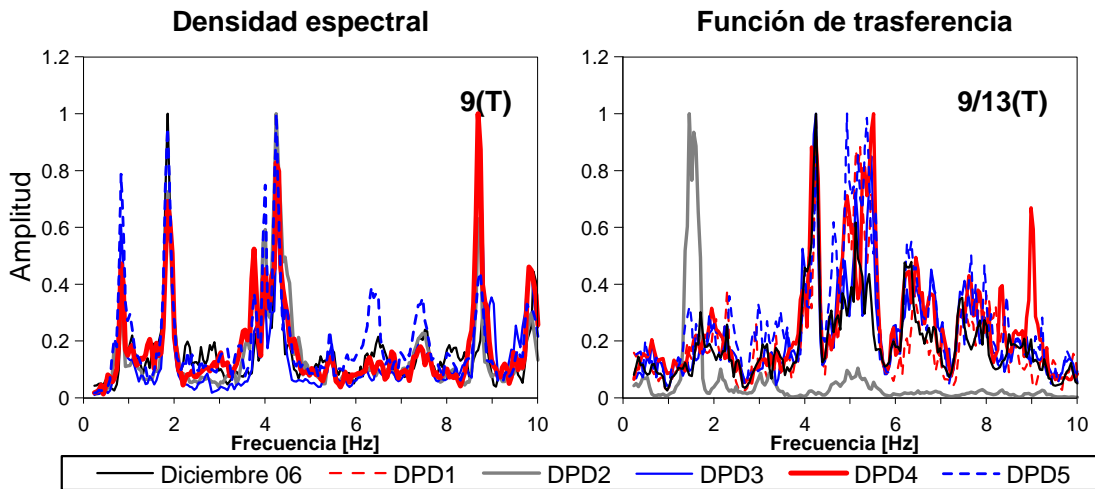 Densidad espectral
Función de trasferencia
1.2
1
0.8
0.6
0.4
0.2
0
0 2 4 6 8 10
Amplitud
Frecuencia [Hz]
9(T)
1.2
1
0.8
0.6
0.4
0.2
0
0 2 4 6 8 10
Frecuencia [Hz]
9/13(T)
Diciembre 06 DPD1 DPD2 DPD3 DPD4 DPD5